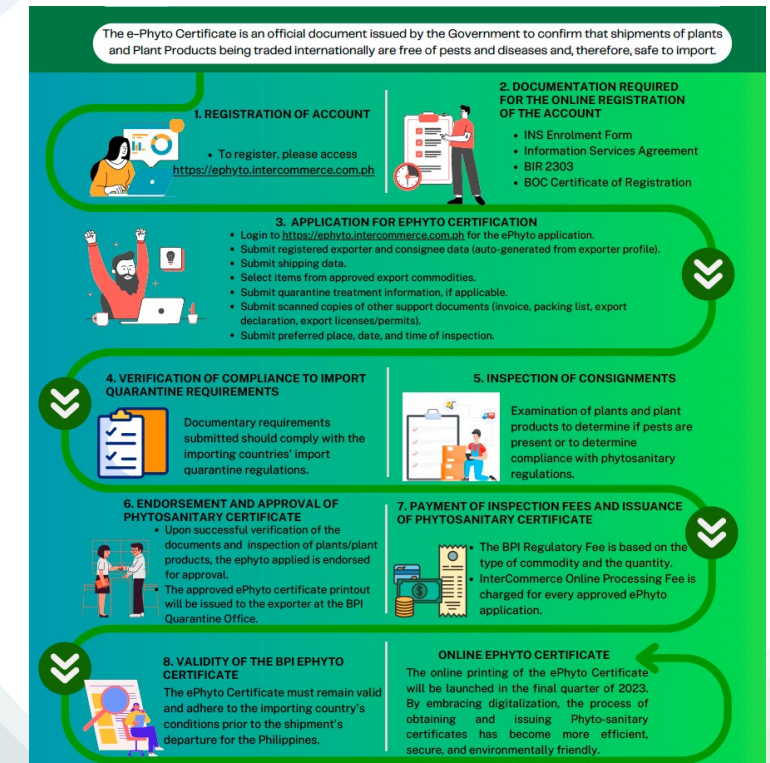 The e-Phyto Certificate is an official document issued by the Government to confirm that shipments of plants
and Plant Products being traded internationally are free of pests and diseases and, therefore, safe to import.
1. REGISTRATION OF ACCOUNT
• To register, please access
https://ephyto.intercommerce.com.ph
2. DOCUMENTATION REQUIRED
FOR THE ONLINE REGISTRATION
OF THE ACCOUNT
• INS Enrolment Form
• Information Services Agreement
• BIR 2303
• BOC Certificate of Registration
3. APPLICATION FOR EPHYTO CERTIFICATION
• Login to https://ephyto.intercommerce.com.ph for the ePhyto application.
• Submit registered exporter and consignee data (auto-generated from exporter profile).
• Submit shipping data.
• Select items from approved export commodities.
• Submit quarantine treatment information, if applicable.
• Submit scanned copies of other support documents (invoice, packing list, export
declaration, export licenses/permits).
• Submit preferred place, date, and time of inspection.
4. VERIFICATION OF COMPLIANCE TO IMPORT
QUARANTINE REQUIREMENTS
Documentary requirements
submitted should comply with the
importing countries' import
quarantine regulations.
5. INSPECTION OF CONSIGNMENTS
Examination of plants and plant
products to determine if pests are
present or to determine
compliance with phytosanitary
regulations.
6. ENDORSEMENT AND APPROVAL OF
PHYTOSANITARY CERTIFICATE
• Upon successful verification of the
documents and inspection of plants/plant
products, the ephyto applied is endorsed
for approval.
• The approved ePhyto certificate printout
will be issued to the exporter at the BPI
Quarantine Office.
7. PAYMENT OF INSPECTION FEES AND ISSUANCE
OF PHYTOSANITARY CERTIFICATE
• The BPI Regulatory Fee is based on the
type of commodity and the quantity.
• InterCommerce Online Processing Fee is
charged for every approved ePhyto
application.
8. VALIDITY OF THE BPI EPHYTO
CERTIFICATE
The ePhyto Certificate must remain valid
and adhere to the importing country's
conditions prior to the shipment's
departure for the Philippines.
ONLINE EPHYTO CERTIFICATE
The online printing of the ePhyto Certificate
will be launched in the final quarter of 2023.
By embracing digitalization, the process of
obtaining and issuing Phyto-sanitary
certificates has become more efficient,
secure, and environmentally friendly.